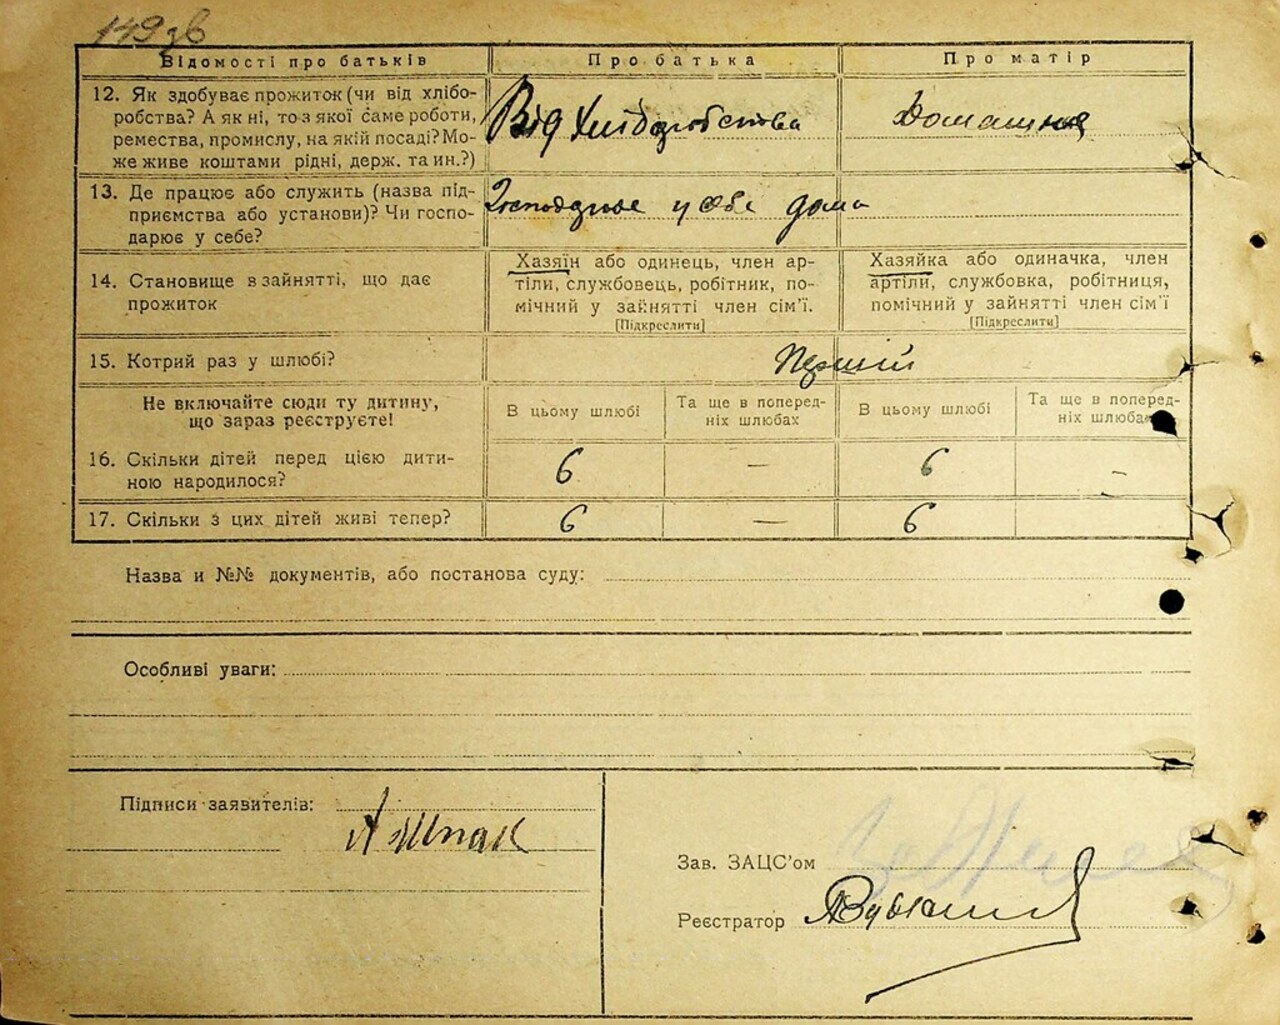 149 зв
Відомості про батьків
Про батька
Про матір
12. Як здобуває прожиток (чи від хлібо-
робства? А як ні, то з якої саме роботи,
ремества, промислу, на якій посаді? Мо-
же живе коштами рідні, держ. та ин.?)
Від Хліборобства
Домашня
13. Де працює або служить (назва під-
приємства або установи)? Чи госпо-
дарює у себе?
у себе дома
14. Становище в зайнятті, що дає
прожиток
Хазяїн або одинець, член ар-
тіли, службовець, робітник, по-
мічний у зайнятті член сім'ї.
[Підкреслити]
Хазяйка або одиначка, член
артіли, службовка, робітниця,
помічний у зайнятті член сім'ї
[Підкреслити]
15. Котрий раз у шлюбі?
Перший
Не включайте сюди ту дитину,
що зараз реєструєте!
В цьому шлюбі
Та ще в поперед-
ніх шлюбах
В цьому шлюбі
Та ще в поперед-
ніх шлюбах
16. Скільки дітей перед цією дити-
ною народилося?
6
—
6
—
17. Скільки з цих дітей живі тепер?
6
—
6
Назва и №№ документів, або постанова суду:
Особливі уваги:
Підписи заявителів:
А Шпак
Зав. ЗАЦС'ом
Реєстратор